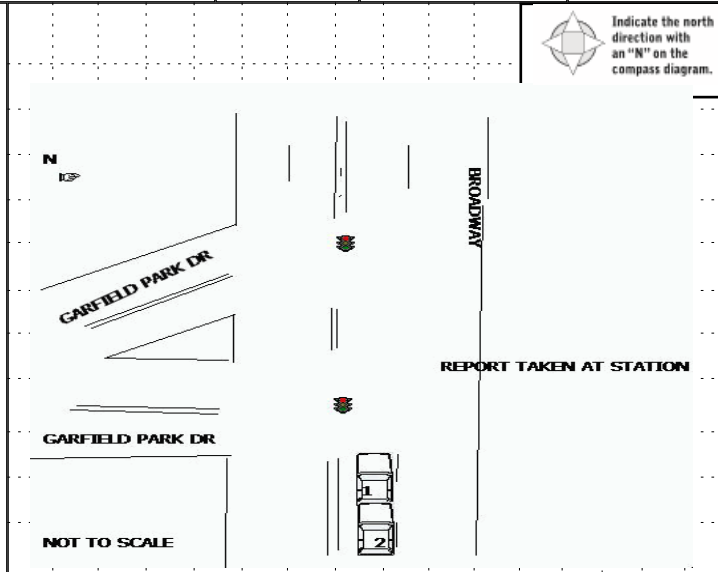 Indicate the north
direction with
an "N" on the
compass diagram.
N
BROADWAY
GARFIELD PARK DR
REPORT TAKEN AT STATION
GARFIELD PARK DR
1
NOT TO SCALE
2